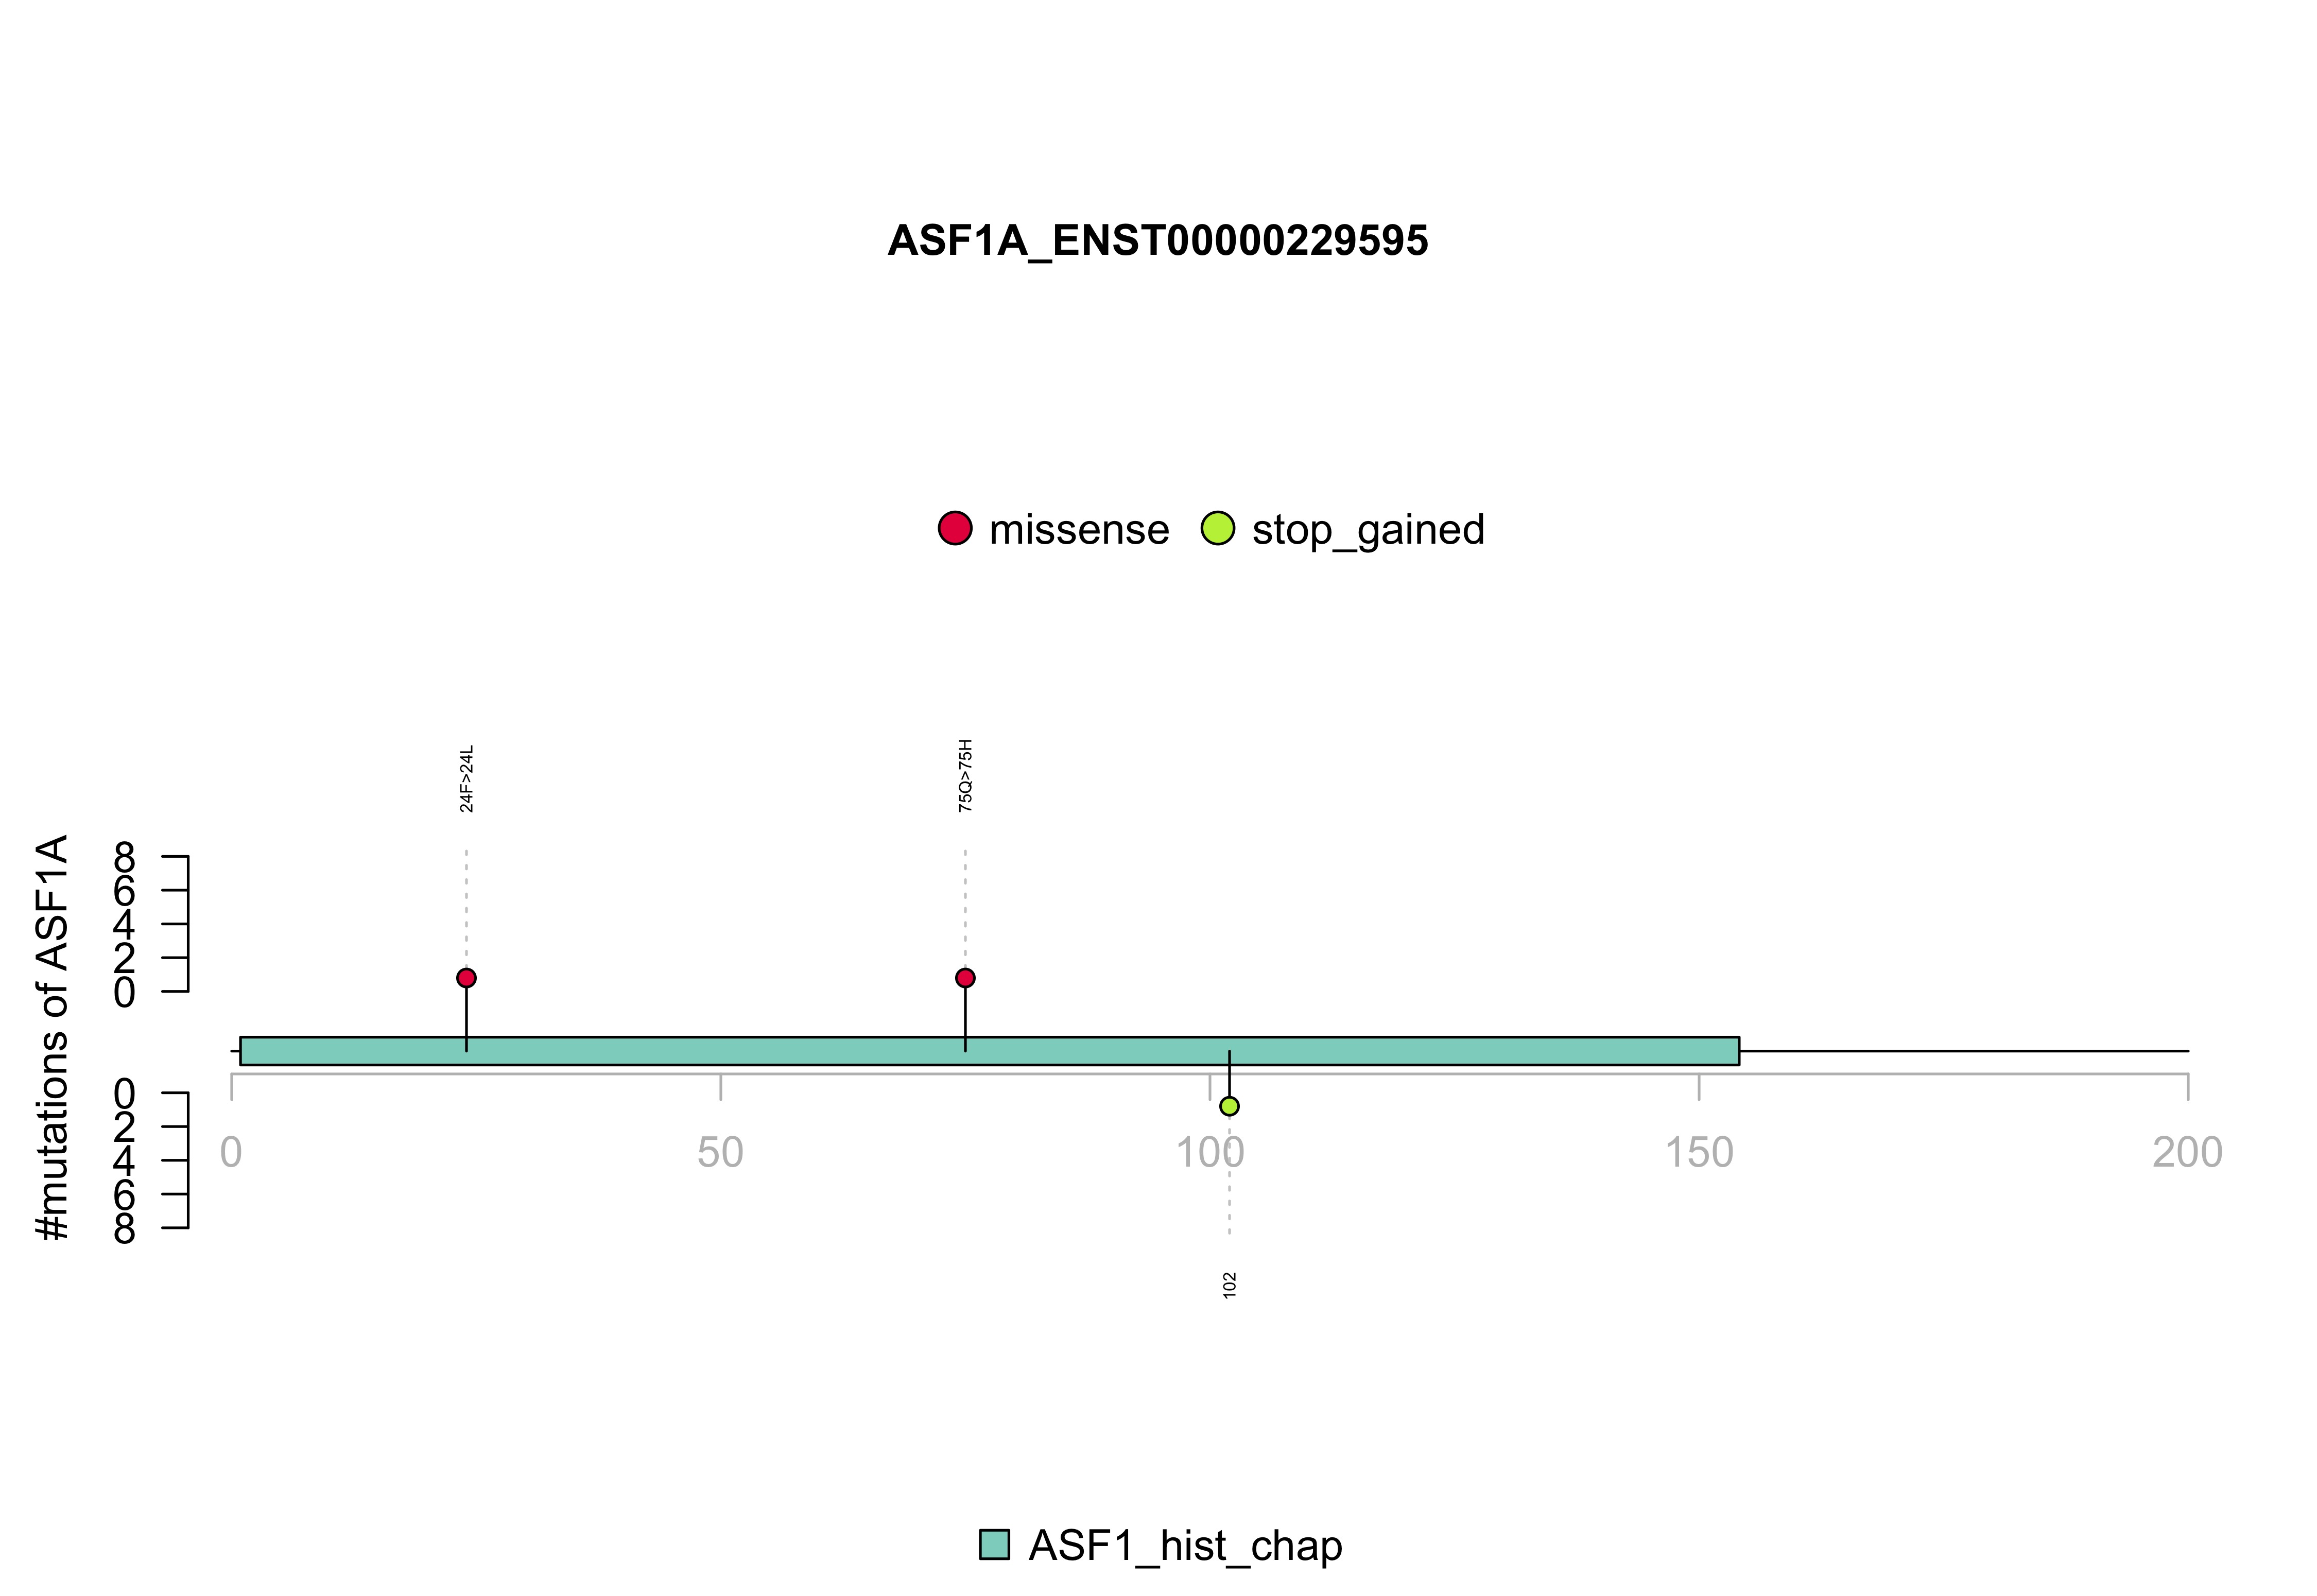 ASF1A_ENST00000229595
missense stop_gained
24F>24L 75Q>75H
#mutations of ASF1A
8
6
4
2
0
0
2
4
6
8
0 50 100 150 200
102
ASF1_hist_chap